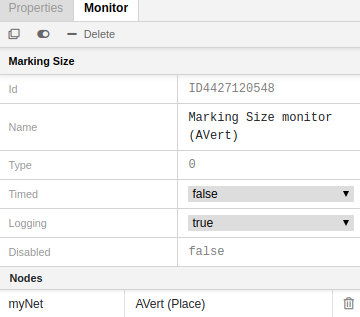 Properties Monitor
Delete
Marking Size
Id ID4427120548
Name Marking Size monitor
(AVert)
Type 0
Timed false
Logging true
Disabled false
Nodes
myNet AVert (Place)